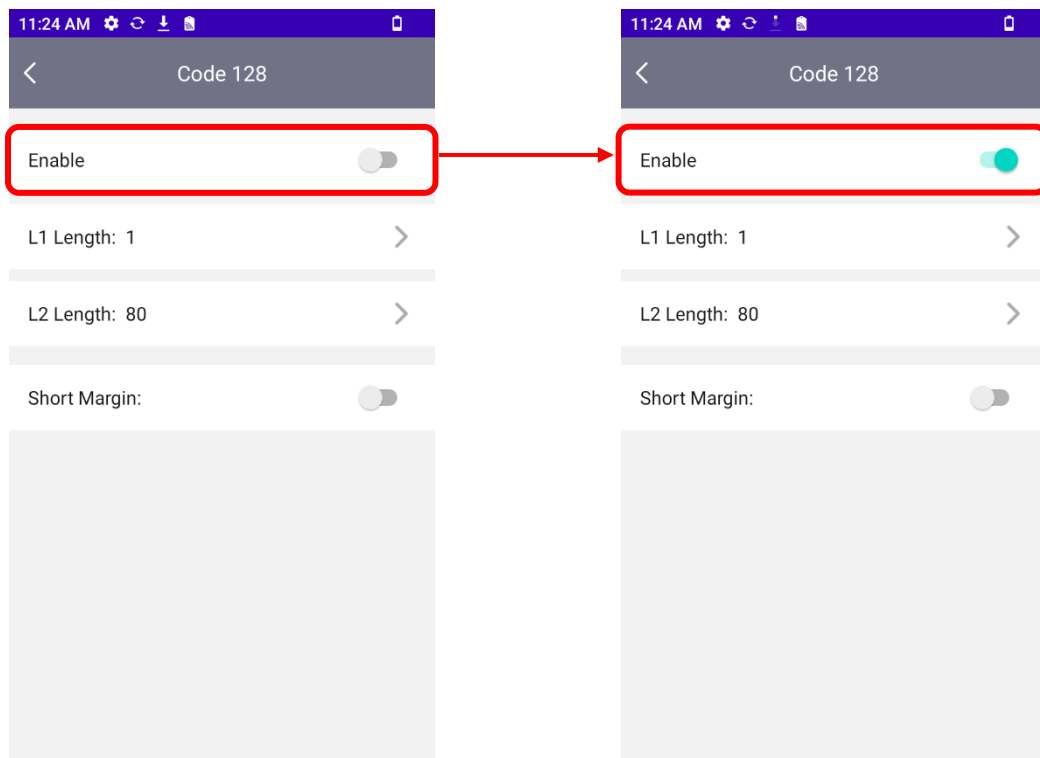 11:24 AM
Code 128
Enable
L1 Length: 1
L2 Length: 80
Short Margin:
11:24 AM
Code 128
Enable
L1 Length: 1
L2 Length: 80
Short Margin: